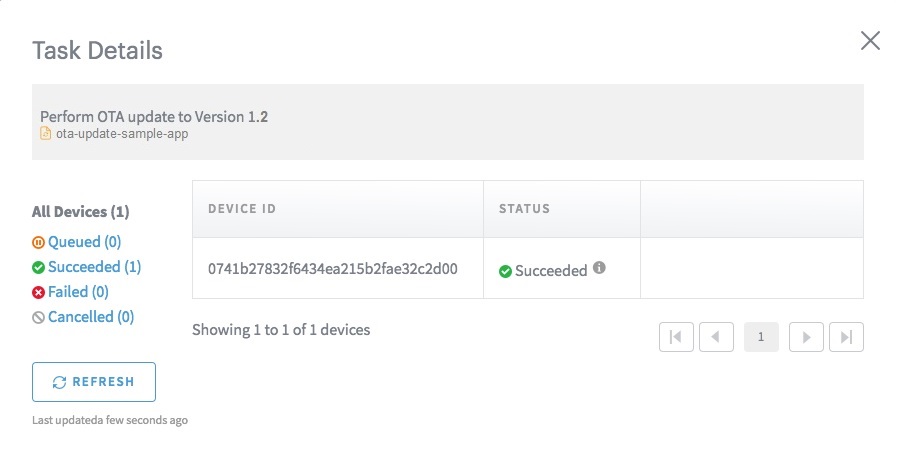 Task Details
Perform OTA update to Version 1.2
ota-update-sample-app
All Devices (1)
Queued (0)
Succeeded (1)
Failed (0)
Cancelled (0)
REFRESH
Last updateda few seconds ago
DEVICE ID STATUS
0741b27832f6434ea215b2fae32c2d00 Succeeded
Showing 1 to 1 of 1 devices
1